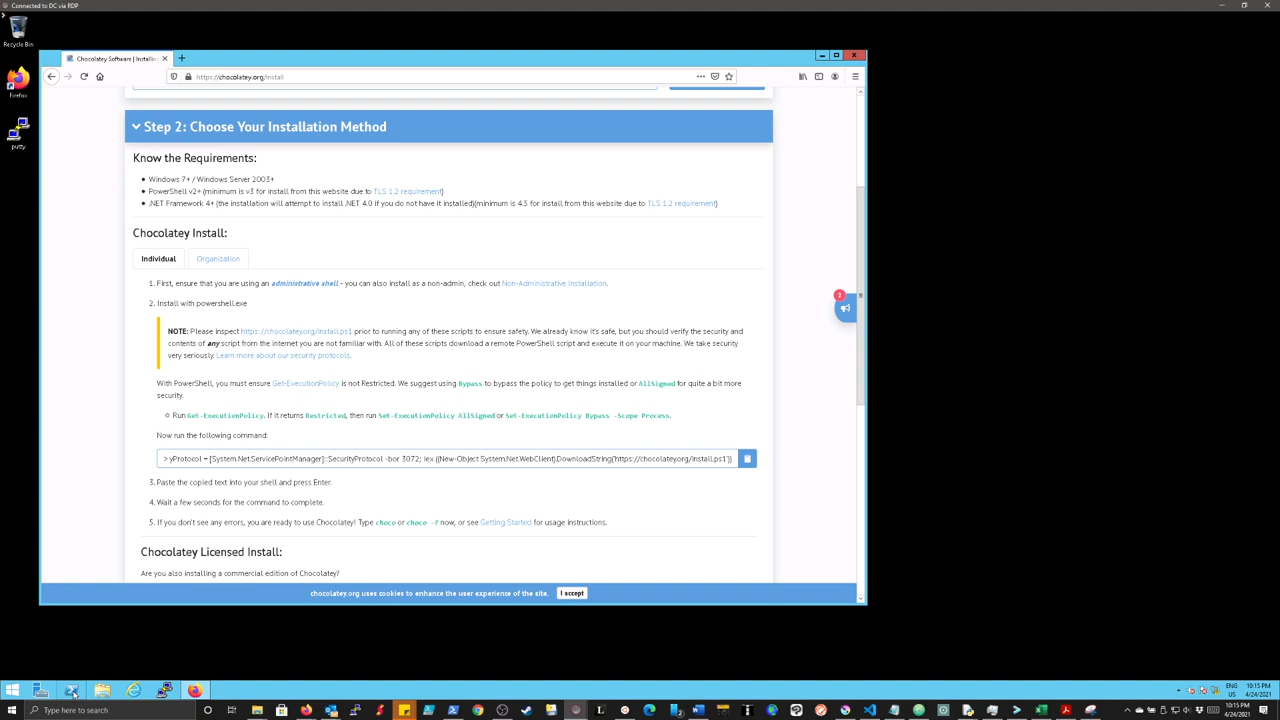 Connected to DC via RDP
Recycle Bin
Firefox
putty
Chocolatey Software | Installing
https://chocolatey.org/install
Step 2: Choose Your Installation Method
Know the Requirements:
Windows 7+ / Windows Server 2003+
PowerShell v2+ (minimum is v3 for install from this website due to TLS 1.2 requirement)
.NET Framework 4+ (the installation will attempt to install .NET 4.0 if you do not have it installed)(minimum is 4.5 for install from this website due to TLS 1.2 requirement)
Chocolatey Install:
Individual
Organization
1. First, ensure that you are using an administrative shell - you can also install as a non-admin, check out Non-Administrative Installation.
2. Install with powershell.exe
2
NOTE: Please inspect https://chocolatey.org/install.ps1 prior to running any of these scripts to ensure safety. We already know it's safe, but you should verify the security and
contents of any script from the internet you are not familiar with. All of these scripts download a remote PowerShell script and execute it on your machine. We take security
very seriously. Learn more about our security protocols.
With PowerShell, you must ensure Get-ExecutionPolicy is not Restricted. We suggest using Bypass to bypass the policy to get things installed or AllSigned for quite a bit more
security.
Run Get-ExecutionPolicy. If it returns Restricted, then run Set-ExecutionPolicy AllSigned or Set-ExecutionPolicy Bypass -Scope Process.
Now run the following command:
> yProtocol = [System.Net.ServicePointManager]::SecurityProtocol -bor 3072; iex ((New-Object System.Net.WebClient).DownloadString('https://chocolatey.org/install.ps1'))
3. Paste the copied text into your shell and press Enter.
4. Wait a few seconds for the command to complete.
5. If you don't see any errors, you are ready to use Chocolatey! Type choco or choco -? now, or see Getting Started for usage instructions.
Chocolatey Licensed Install:
Are you also installing a commercial edition of Chocolatey?
chocolatey.org uses cookies to enhance the user experience of the site.
I accept
ENG
US
10:15 PM
4/24/2021
Type here to search
10:15 PM
4/24/2021